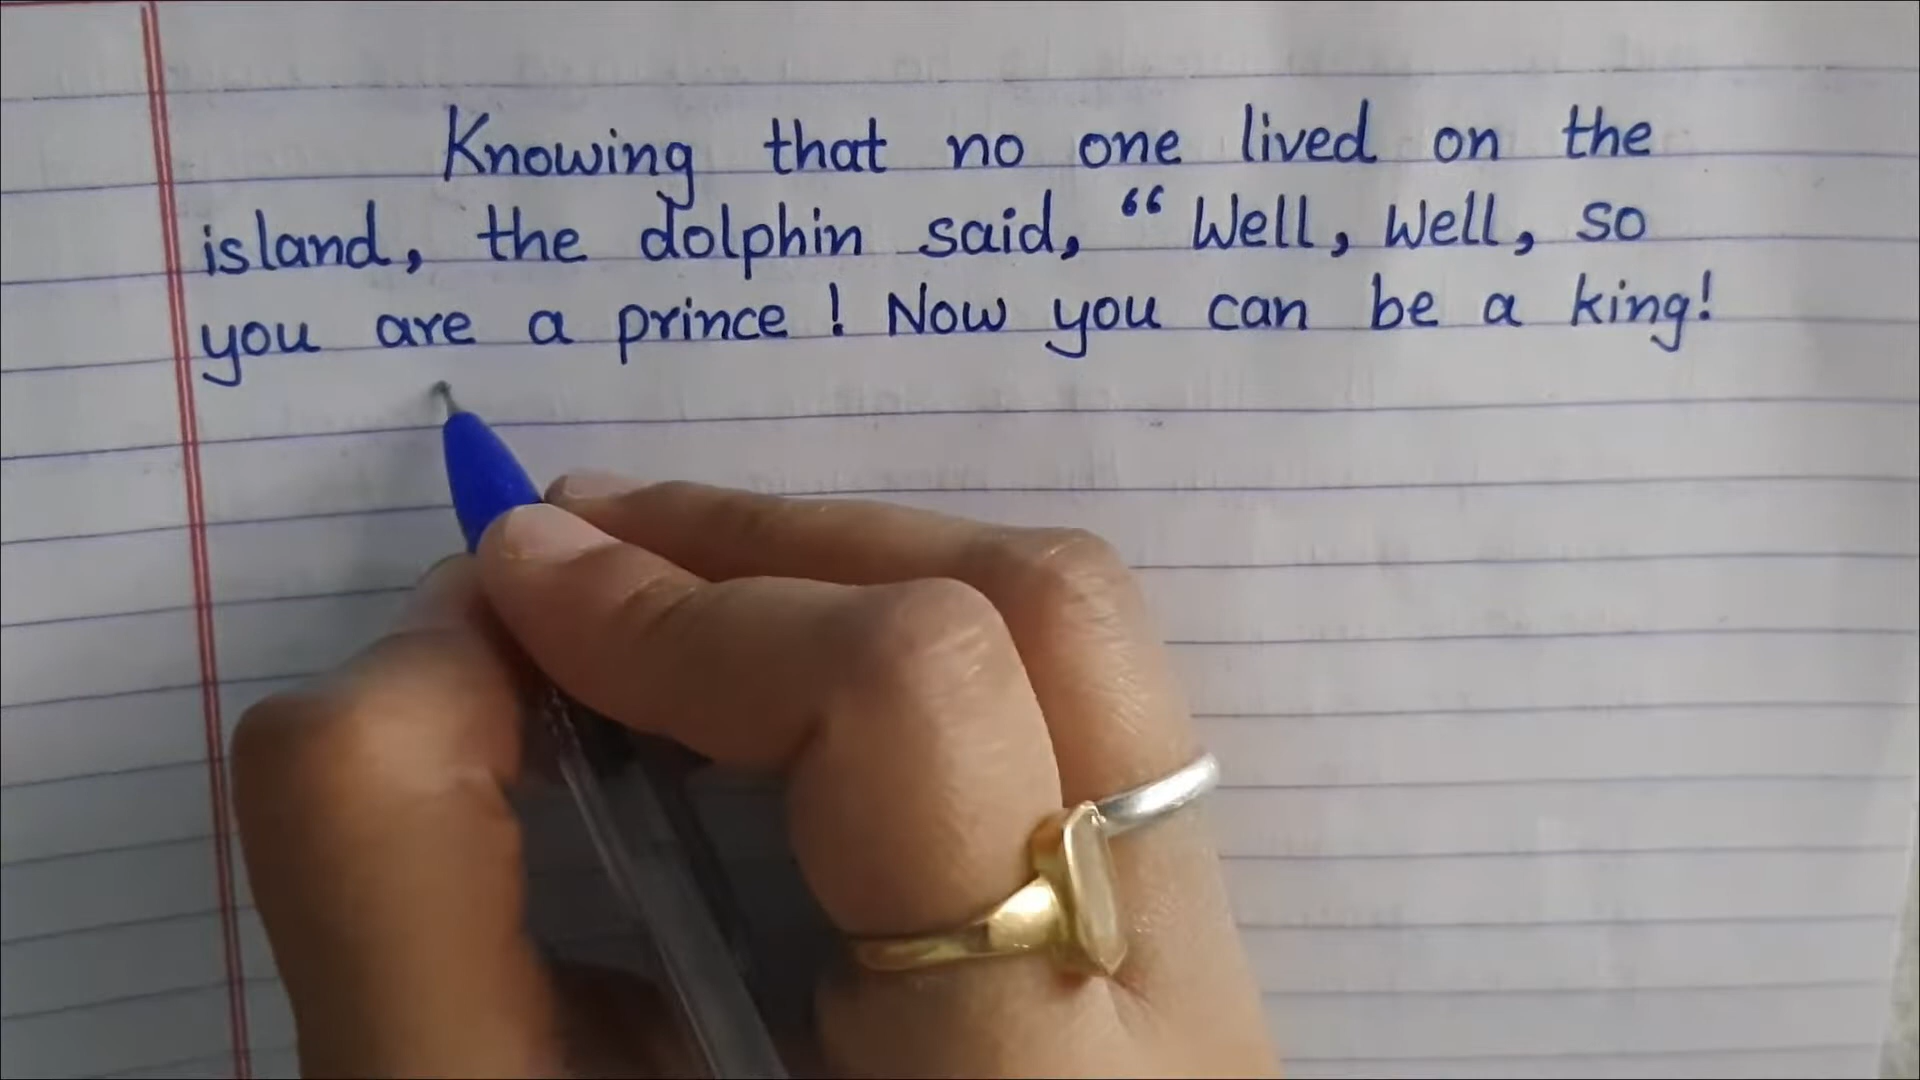 Knowing that no one lived on the
island, the dolphin said, “Well, Well, so
you are a prince! Now you can be a king!